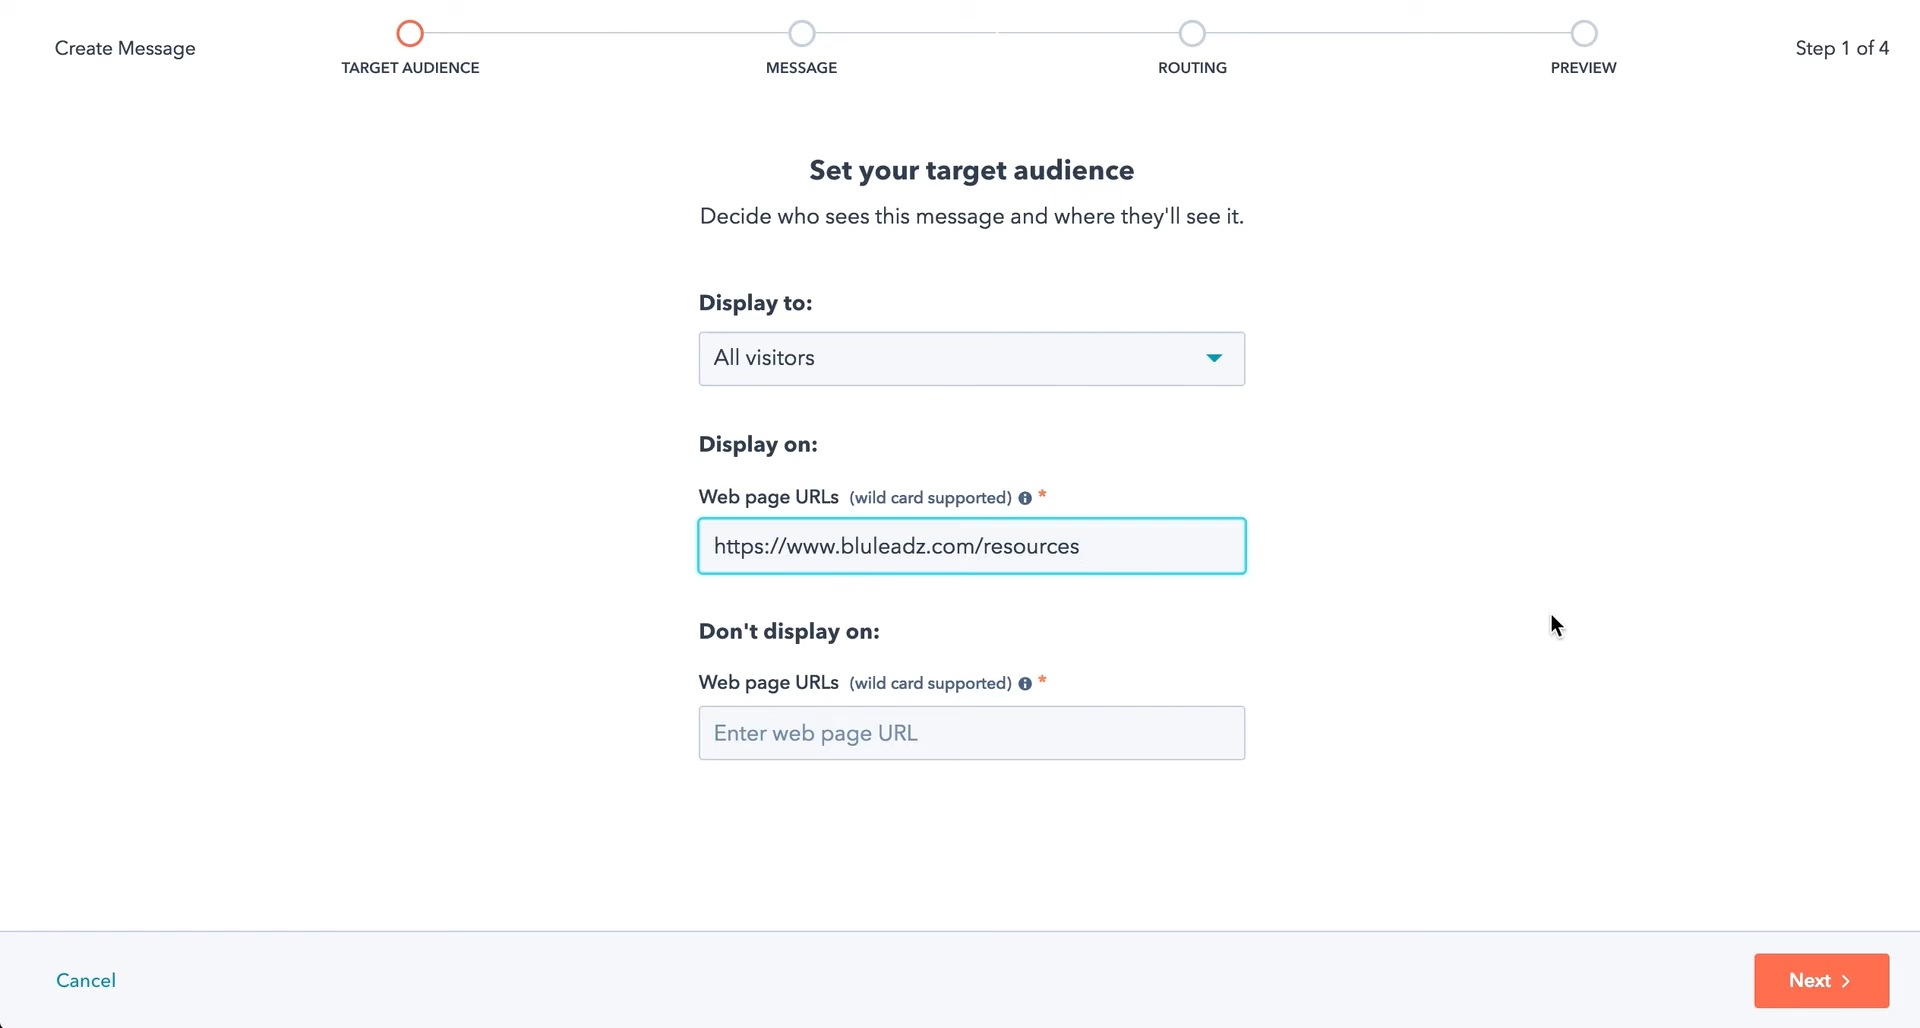 Create Message
TARGET AUDIENCE
MESSAGE
ROUTING
PREVIEW
Step 1 of 4
Set your target audience
Decide who sees this message and where they'll see it.
Display to:
All visitors
Display on:
Web page URLs (wild card supported) *
https://www.bluleadz.com/resources
Don't display on:
Web page URLs (wild card supported) *
Enter web page URL
Cancel
Next